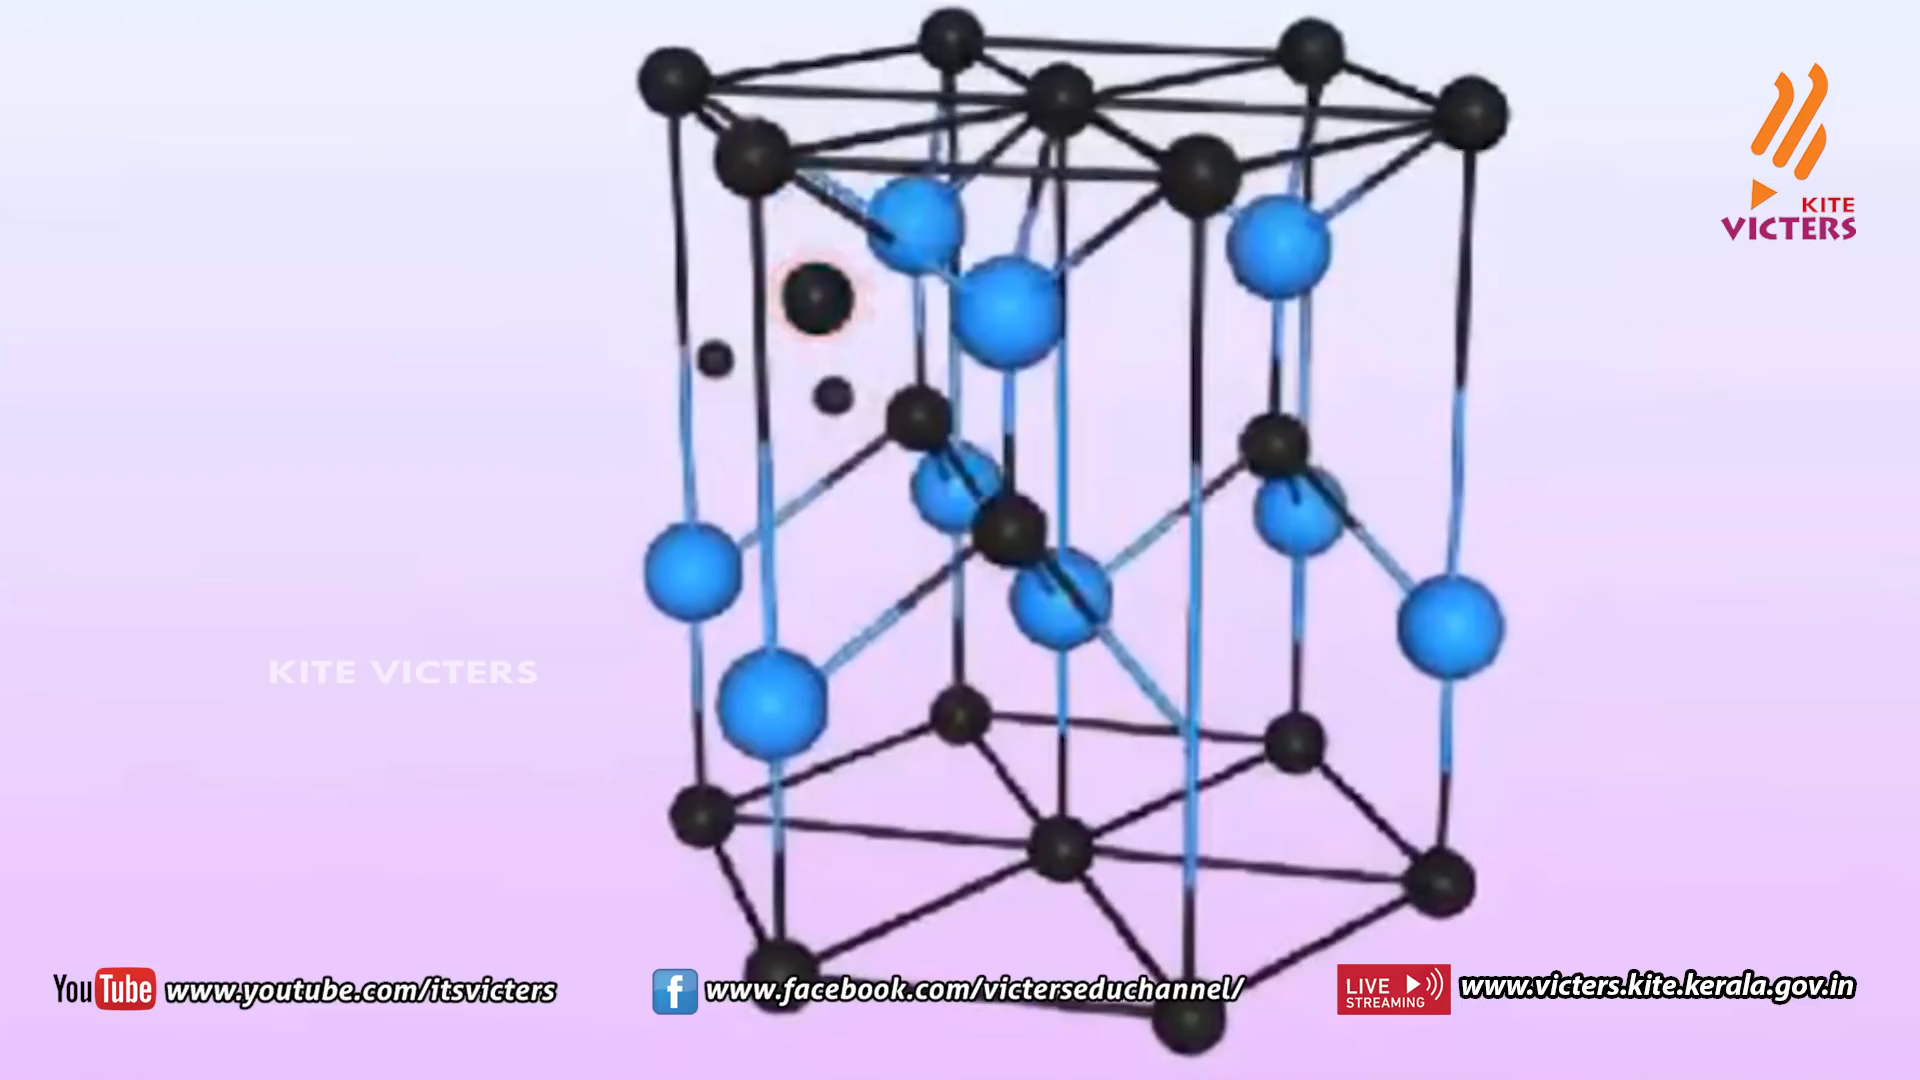 KITE
VICTERS
KITE VICTERS
YouTube www.youtube.com/itsvicters
f www.facebook.com/victerseduchannel/
LIVE
STREAMING
www.victers.kite.kerala.gov.in